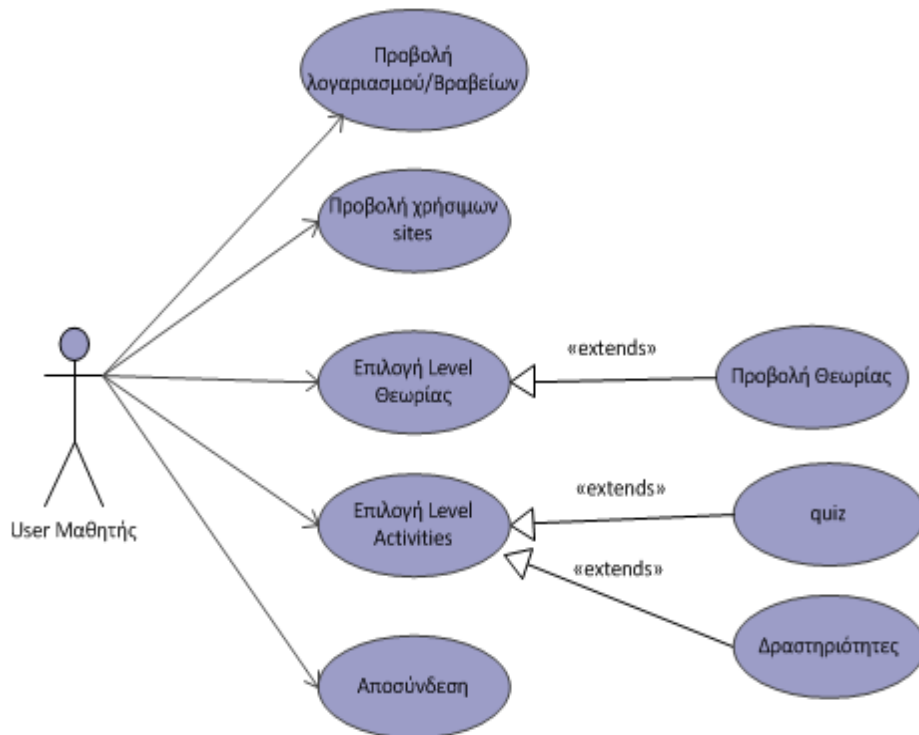 Προβολή
λογαριασμού/Βραβείων
Προβολή χρήσιμων
sites
Επιλογή Level
Θεωρίας
«extends»
Προβολή Θεωρίας
User Μαθητής
Επιλογή Level
Activities
«extends»
quiz
«extends»
Δραστηριότητες
Αποσύνδεση